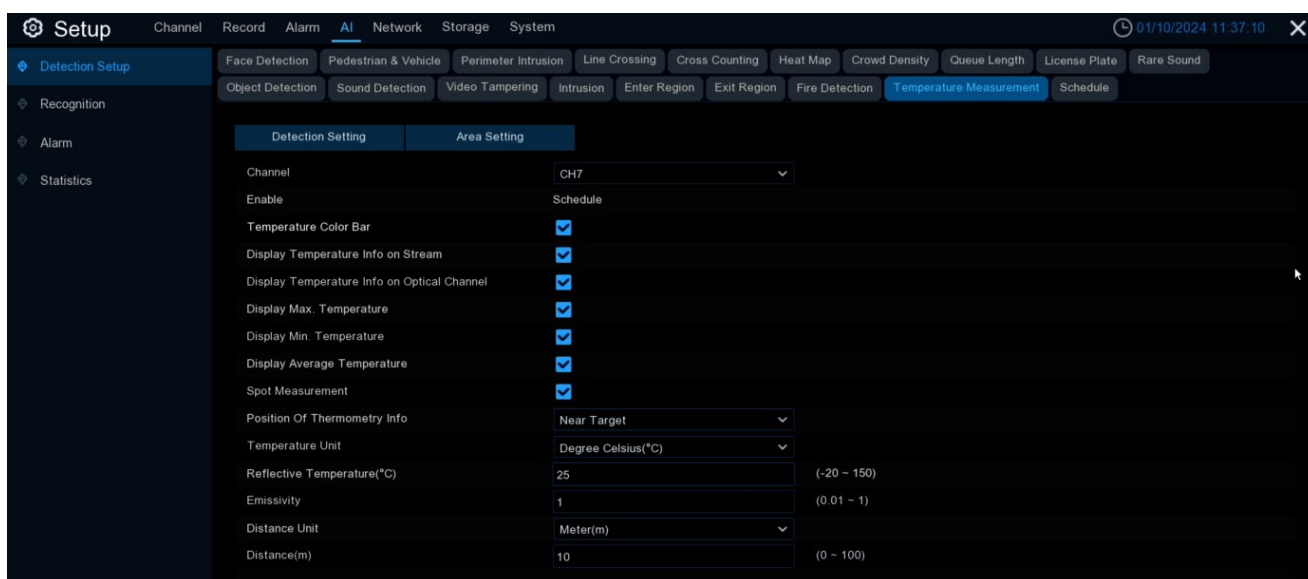 Setup Channel Record Alarm AI Network Storage System 01/10/2024 11:37:10
Detection Setup
Recognition
Alarm
Statistics
Face Detection Pedestrian & Vehicle Perimeter Intrusion Line Crossing Cross Counting Heat Map Crowd Density Queue Length License Plate Rare Sound
Object Detection Sound Detection Video Tampering Intrusion Enter Region Exit Region Fire Detection Temperature Measurement Schedule
Detection Setting Area Setting
Channel CH7
Enable Schedule
Temperature Color Bar
Display Temperature Info on Stream
Display Temperature Info on Optical Channel
Display Max. Temperature
Display Min. Temperature
Display Average Temperature
Spot Measurement
Position Of Thermometry Info Near Target
Temperature Unit Degree Celsius(°C)
Reflective Temperature(°C) 25 (-20 ~ 150)
Emissivity 1 (0.01 ~ 1)
Distance Unit Meter(m)
Distance(m) 10 (0 ~ 100)